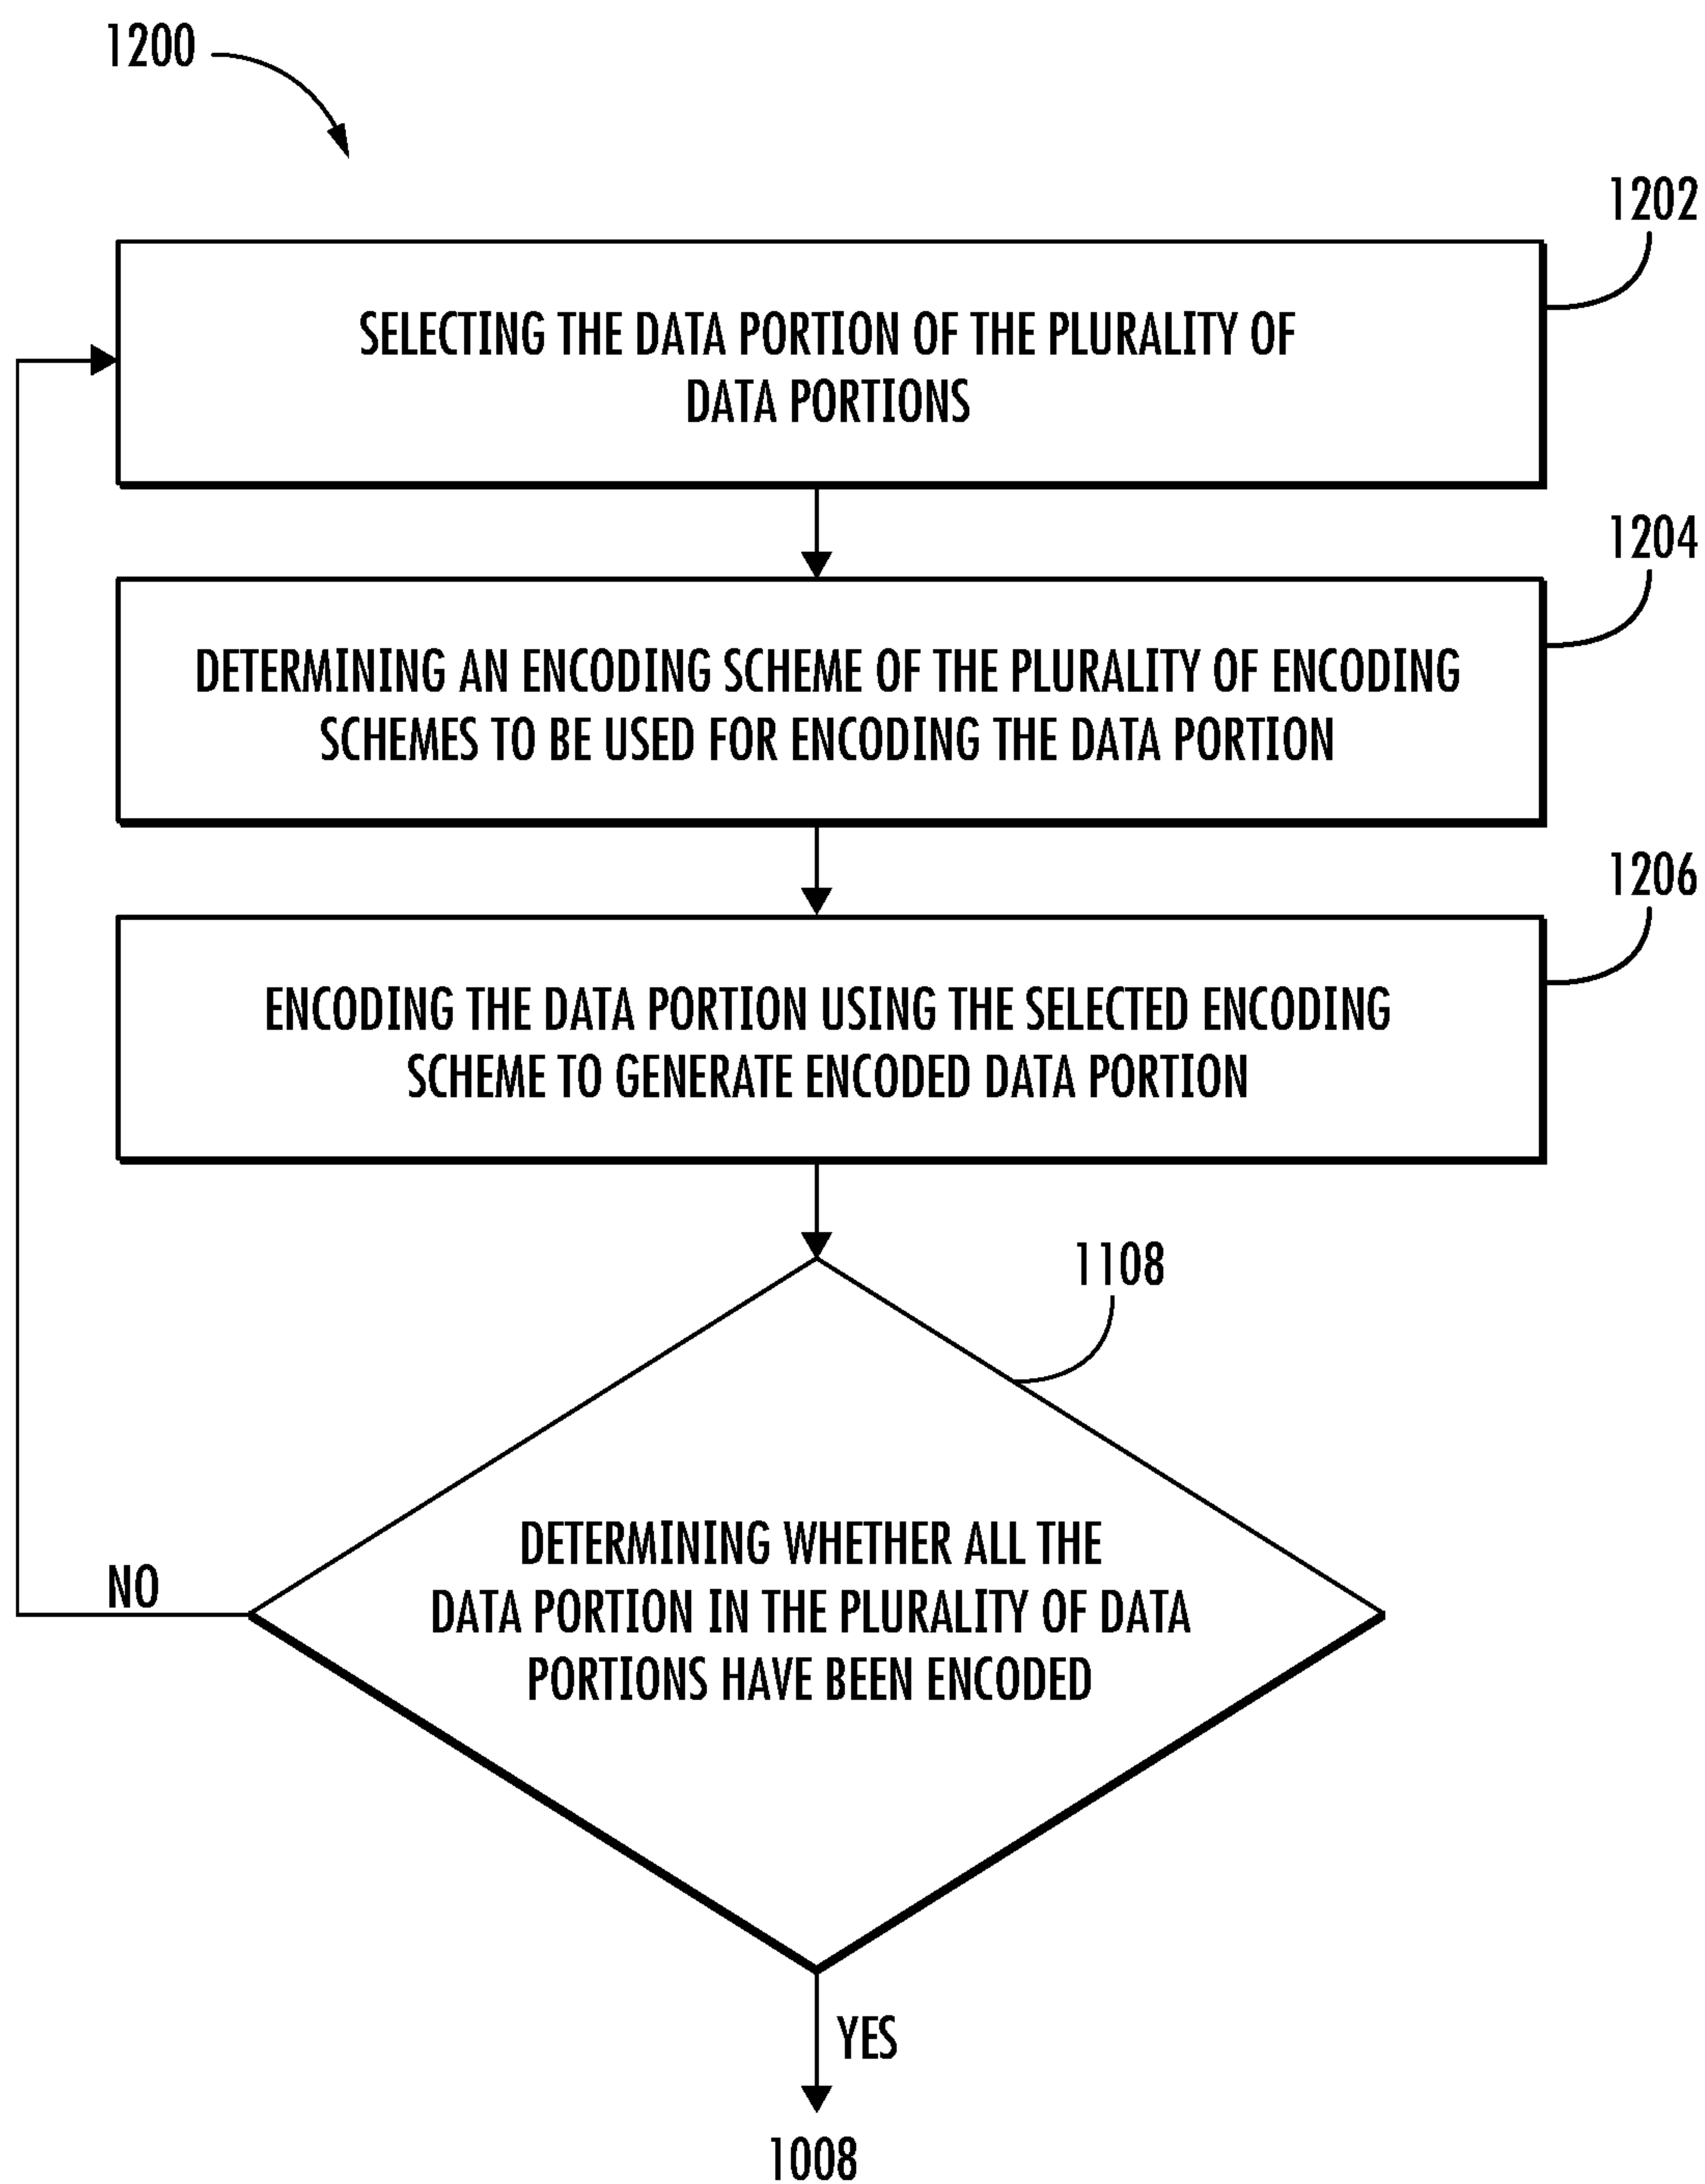 1200
1202
SELECTING THE DATA PORTION OF THE PLURALITY OF
DATA PORTIONS
1204
DETERMINING AN ENCODING SCHEME OF THE PLURALITY OF ENCODING
SCHEMES TO BE USED FOR ENCODING THE DATA PORTION
1206
ENCODING THE DATA PORTION USING THE SELECTED ENCODING
SCHEME TO GENERATE ENCODED DATA PORTION
1108
DETERMINING WHETHER ALL THE
DATA PORTION IN THE PLURALITY OF DATA
PORTIONS HAVE BEEN ENCODED
NO
YES
1008